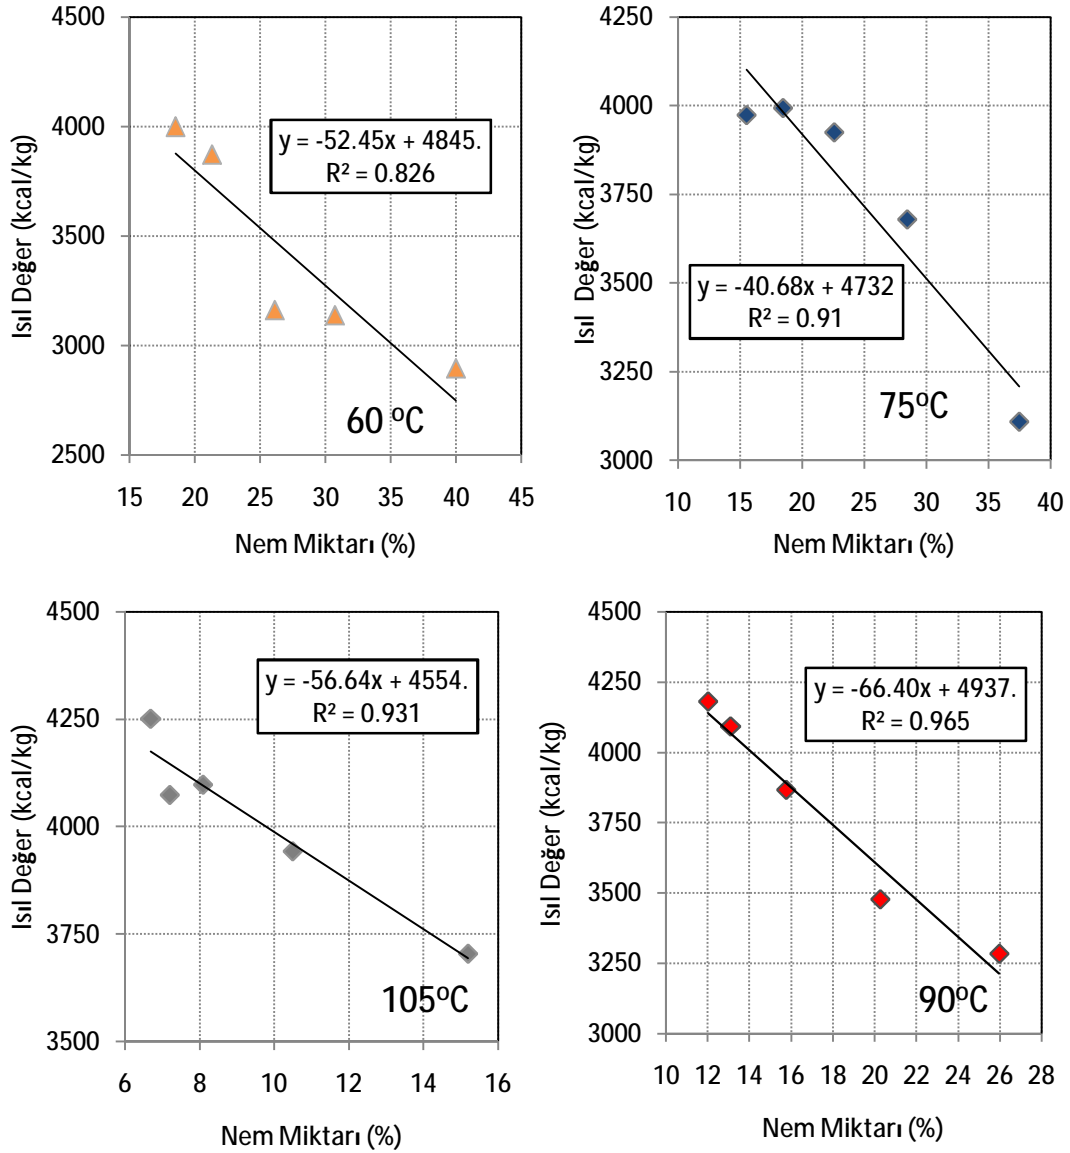 4500
4000
3500
3000
2500
Isıl Değer (kcal/kg)
y = -52.45x + 4845.
R² = 0.826
60 ºC
15 20 25 30 35 40 45
Nem Miktarı (%)
4250
4000
3750
3500
3250
3000
Isıl Değer (kcal/kg)
y = -40.68x + 4732
R² = 0.91
75ºC
10 15 20 25 30 35 40
Nem Miktarı (%)
4500
4250
4000
3750
3500
Isıl Değer (kcal/kg)
y = -56.64x + 4554.
R² = 0.931
105ºC
6 8 10 12 14 16
Nem Miktarı (%)
4500
4250
4000
3750
3500
3250
3000
Isıl Değer (kcal/kg)
y = -66.40x + 4937.
R² = 0.965
90ºC
10 12 14 16 18 20 22 24 26 28
Nem Miktarı (%)